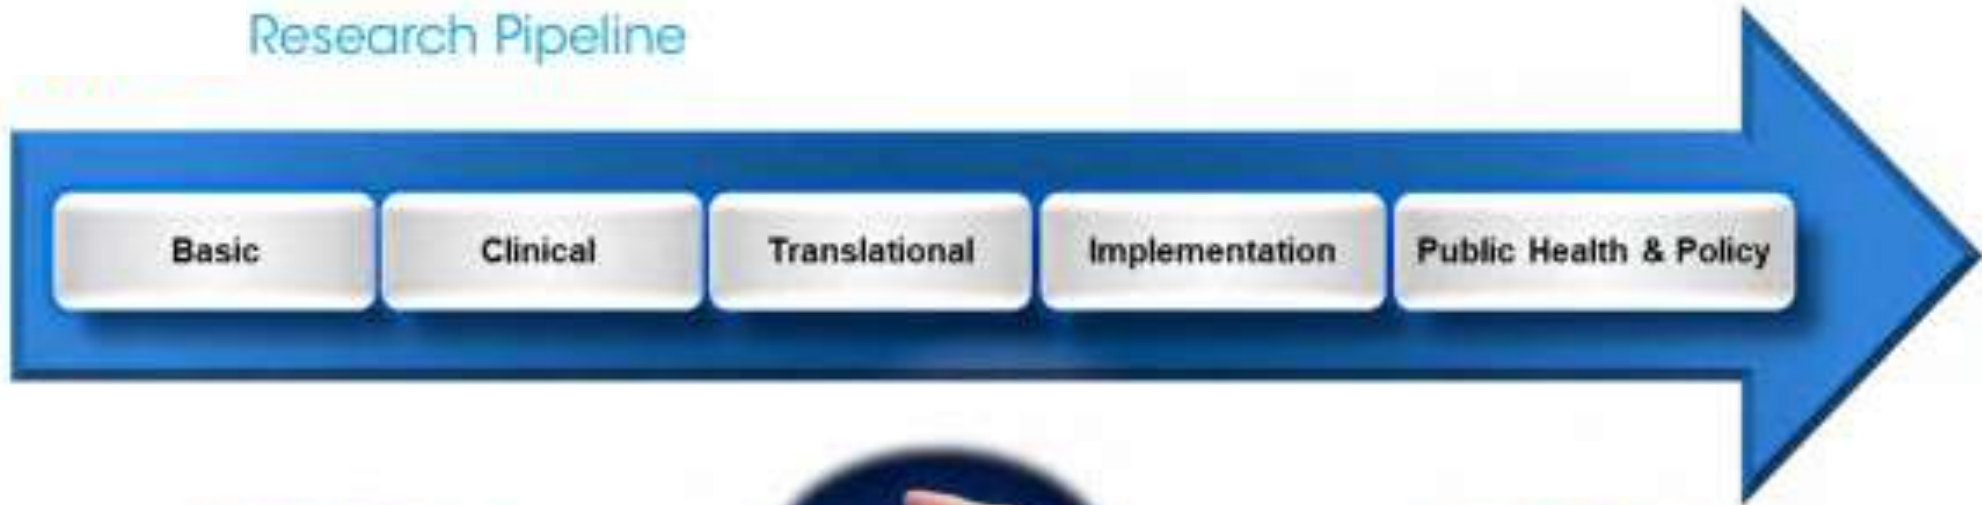 Research Pipeline
Basic
Clinical
Translational
Implementation
Public Health & Policy